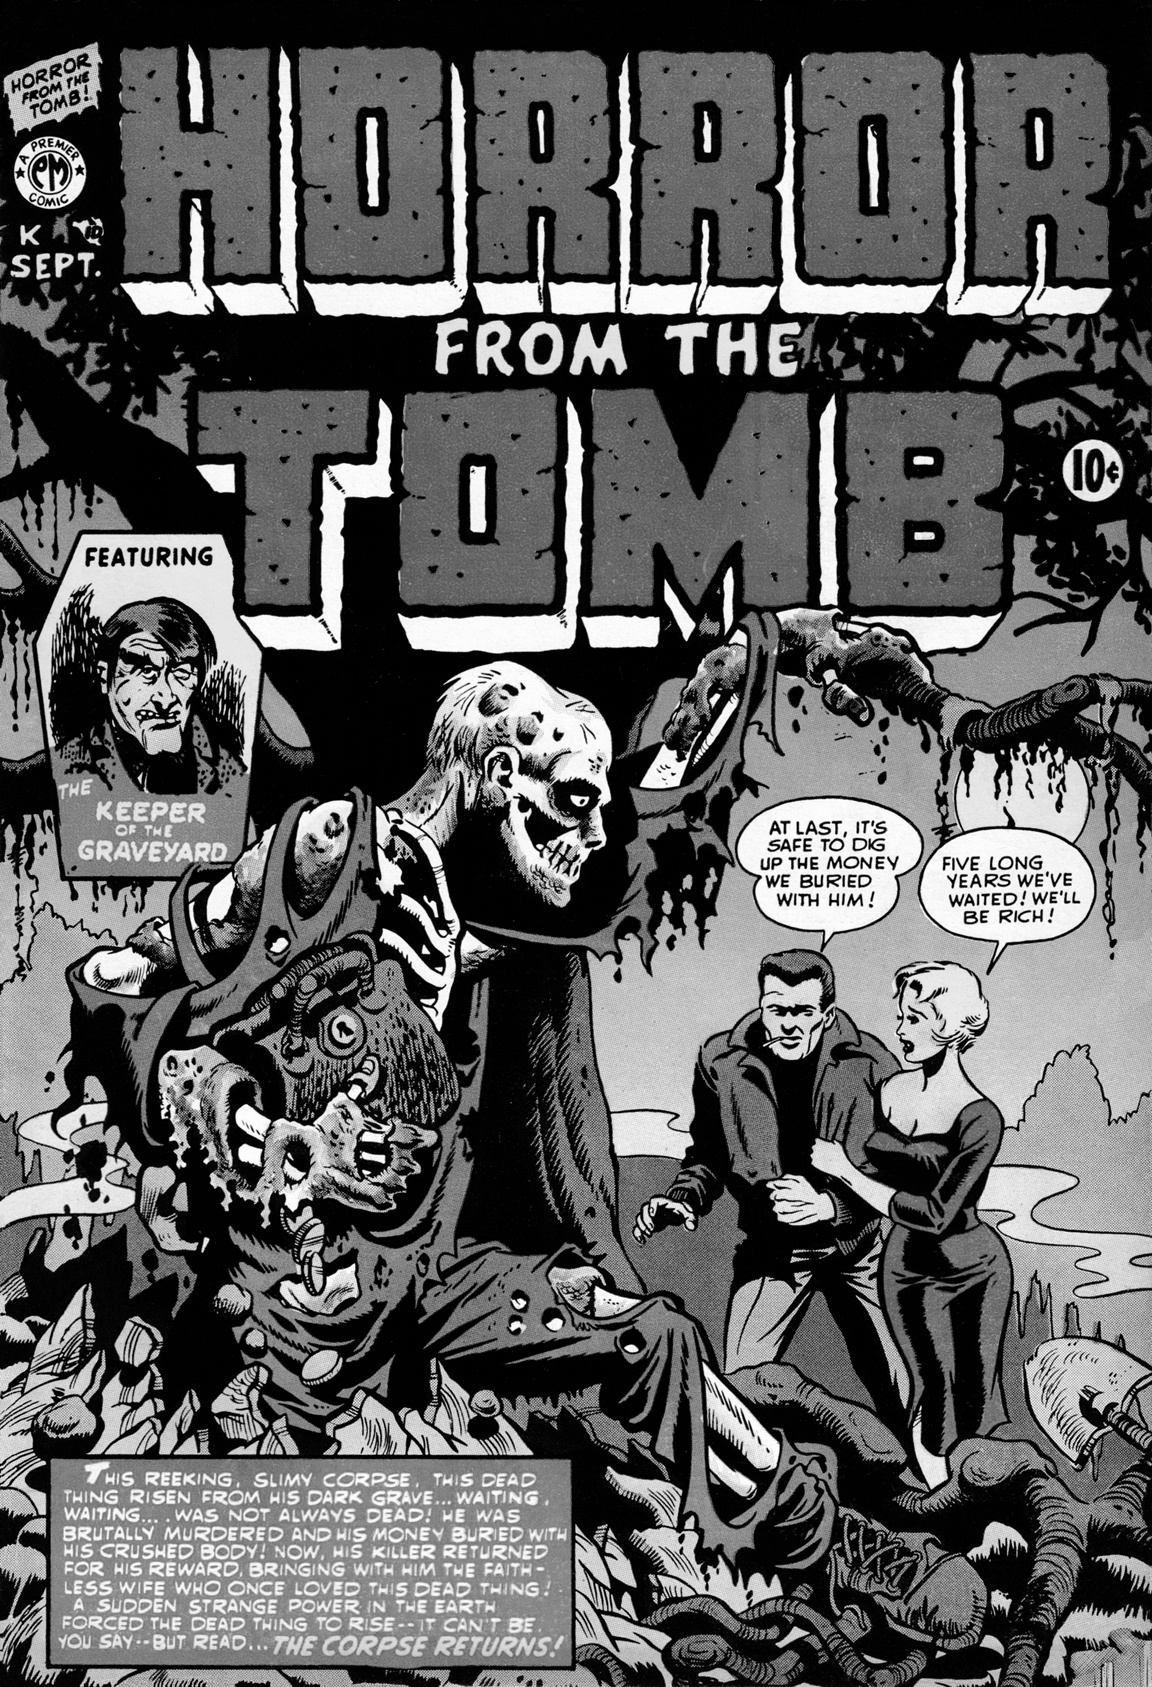 HORROR
FROM THE
TOMB!
A PREMIER
PM
COMIC
K
SEPT.
HORROR
FROM THE
TOMB
10¢
FEATURING
THE
KEEPER
OF THE
GRAVEYARD
AT LAST, IT'S
SAFE TO DIG
UP THE MONEY
WE BURIED
WITH HIM!
FIVE LONG
YEARS WE'VE
WAITED! WE'LL
BE RICH!
THIS REEKING, SLIMY CORPSE, THIS DEAD
THING RISEN FROM HIS DARK GRAVE...WAITING,
WAITING.... WAS NOT ALWAYS DEAD! HE WAS
BRUTALLY MURDERED AND HIS MONEY BURIED WITH
HIS CRUSHED BODY! NOW, HIS KILLER RETURNED
FOR HIS REWARD, BRINGING WITH HIM THE FAITH-
LESS WIFE WHO ONCE LOVED THIS DEAD THING!
A SUDDEN STRANGE POWER IN THE EARTH
FORCED THE DEAD THING TO RISE--IT CAN'T BE,
YOU SAY--BUT READ...THE CORPSE RETURNS!